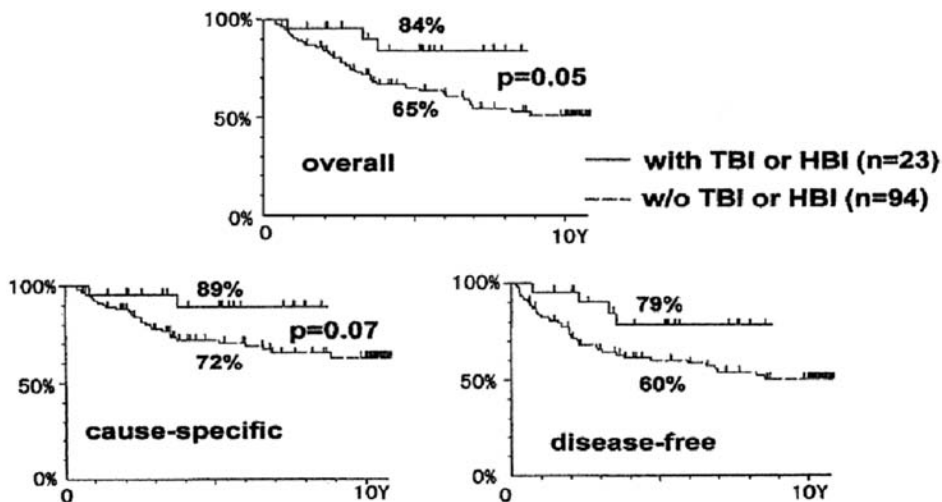 100%
84%
p=0.05
50%
65%
overall
with TBI or HBI (n=23)
w/o TBI or HBI (n=94)
0%
0
10Y
100%
89%
p=0.07
72%
50%
cause-specific
0%
0
10Y
100%
79%
50%
60%
disease-free
0%
0
10Y